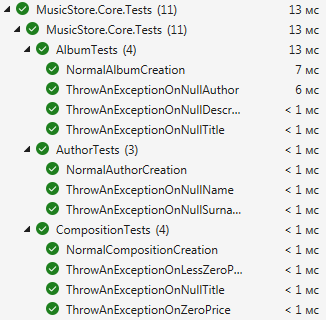 MusicStore.Core.Tests (11) 13 мс
MusicStore.Core.Tests (11) 13 мс
AlbumTests (4) 13 мс
NormalAlbumCreation 7 мс
ThrowAnExceptionOnNullAuthor 6 мс
ThrowAnExceptionOnNullDescr... < 1 мс
ThrowAnExceptionOnNullTitle < 1 мс
AuthorTests (3) < 1 мс
NormalAuthorCreation < 1 мс
ThrowAnExceptionOnNullName < 1 мс
ThrowAnExceptionOnNullSurna... < 1 мс
CompositionTests (4) < 1 мс
NormalCompositionCreation < 1 мс
ThrowAnExceptionOnLessZeroP... < 1 мс
ThrowAnExceptionOnNullTitle < 1 мс
ThrowAnExceptionOnZeroPrice < 1 мс